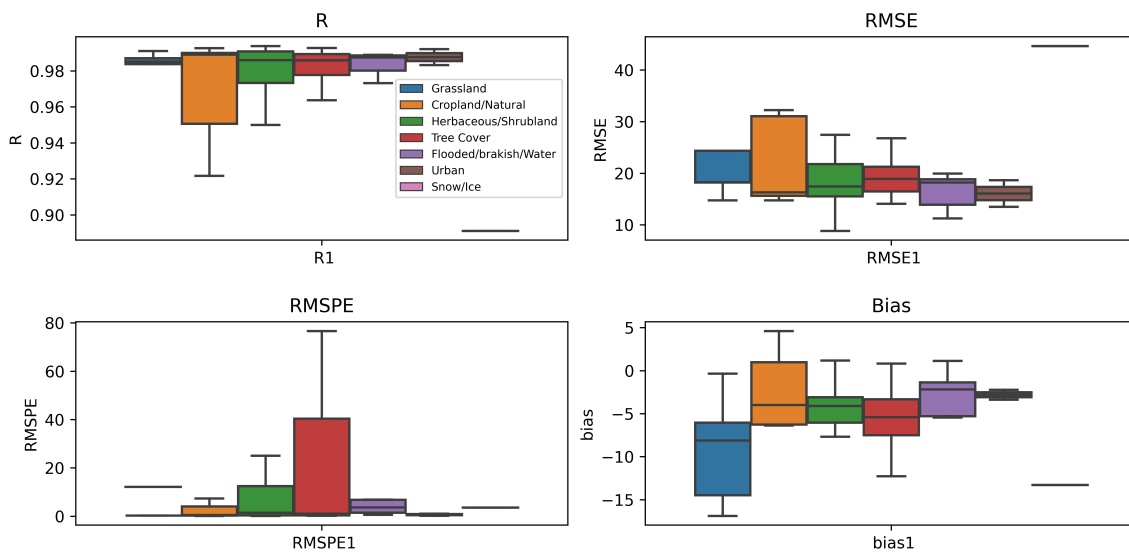 R
R
0.98
0.96
0.94
0.92
0.90
R1
Grassland
Cropland/Natural
Herbaceous/Shrubland
Tree Cover
Flooded/brakish/Water
Urban
Snow/Ice
RMSE
RMSE
40
30
20
10
RMSE1
RMSPE
RMSPE
80
60
40
20
0
RMSPE1
Bias
bias
5
0
−5
−10
−15
bias1